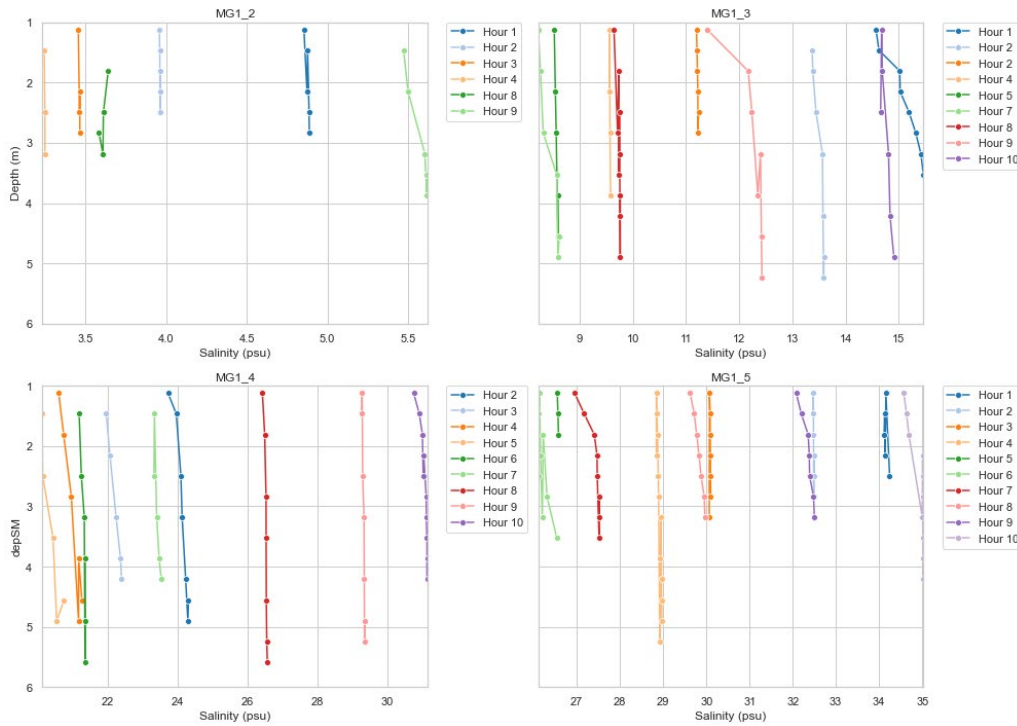 MG1_2
1
2
3
4
5
6
Depth (m)
3.5
4.0
4.5
5.0
5.5
Salinity (psu)
Hour 1
Hour 2
Hour 3
Hour 4
Hour 8
Hour 9
MG1_3
9
10
11
12
13
14
15
Salinity (psu)
Hour 1
Hour 2
Hour 2
Hour 4
Hour 5
Hour 7
Hour 8
Hour 9
Hour 10
MG1_4
1
2
3
4
5
6
depSM
22
24
26
28
30
Salinity (psu)
Hour 2
Hour 3
Hour 4
Hour 5
Hour 6
Hour 7
Hour 8
Hour 9
Hour 10
MG1_5
27
28
29
30
31
32
33
34
35
Salinity (psu)
Hour 1
Hour 2
Hour 3
Hour 4
Hour 5
Hour 6
Hour 7
Hour 8
Hour 9
Hour 10